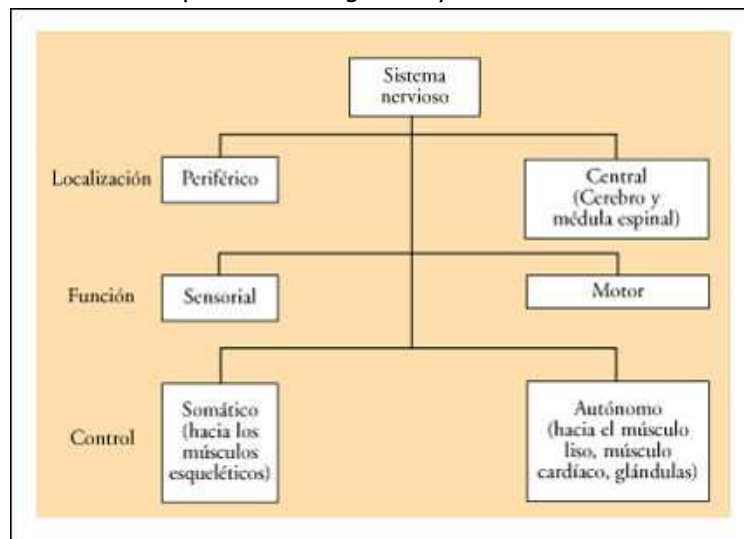 Sistema
nervioso
Localización
Periférico
Central
(Cerebro y
médula espinal)
Función
Sensorial
Motor
Control
Somático
(hacia los
músculos
esqueléticos)
Autónomo
(hacia el músculo
liso, músculo
cardíaco, glándulas)